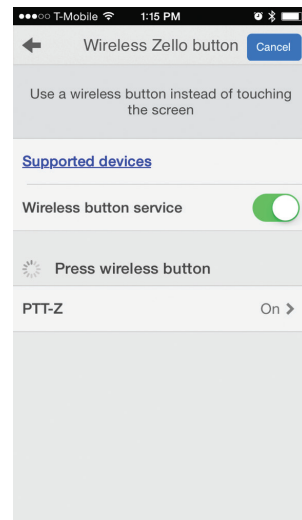 T-Mobile 1:15 PM
Wireless Zello button Cancel
Use a wireless button instead of touching
the screen
Supported devices
Wireless button service
Press wireless button
PTT-Z On